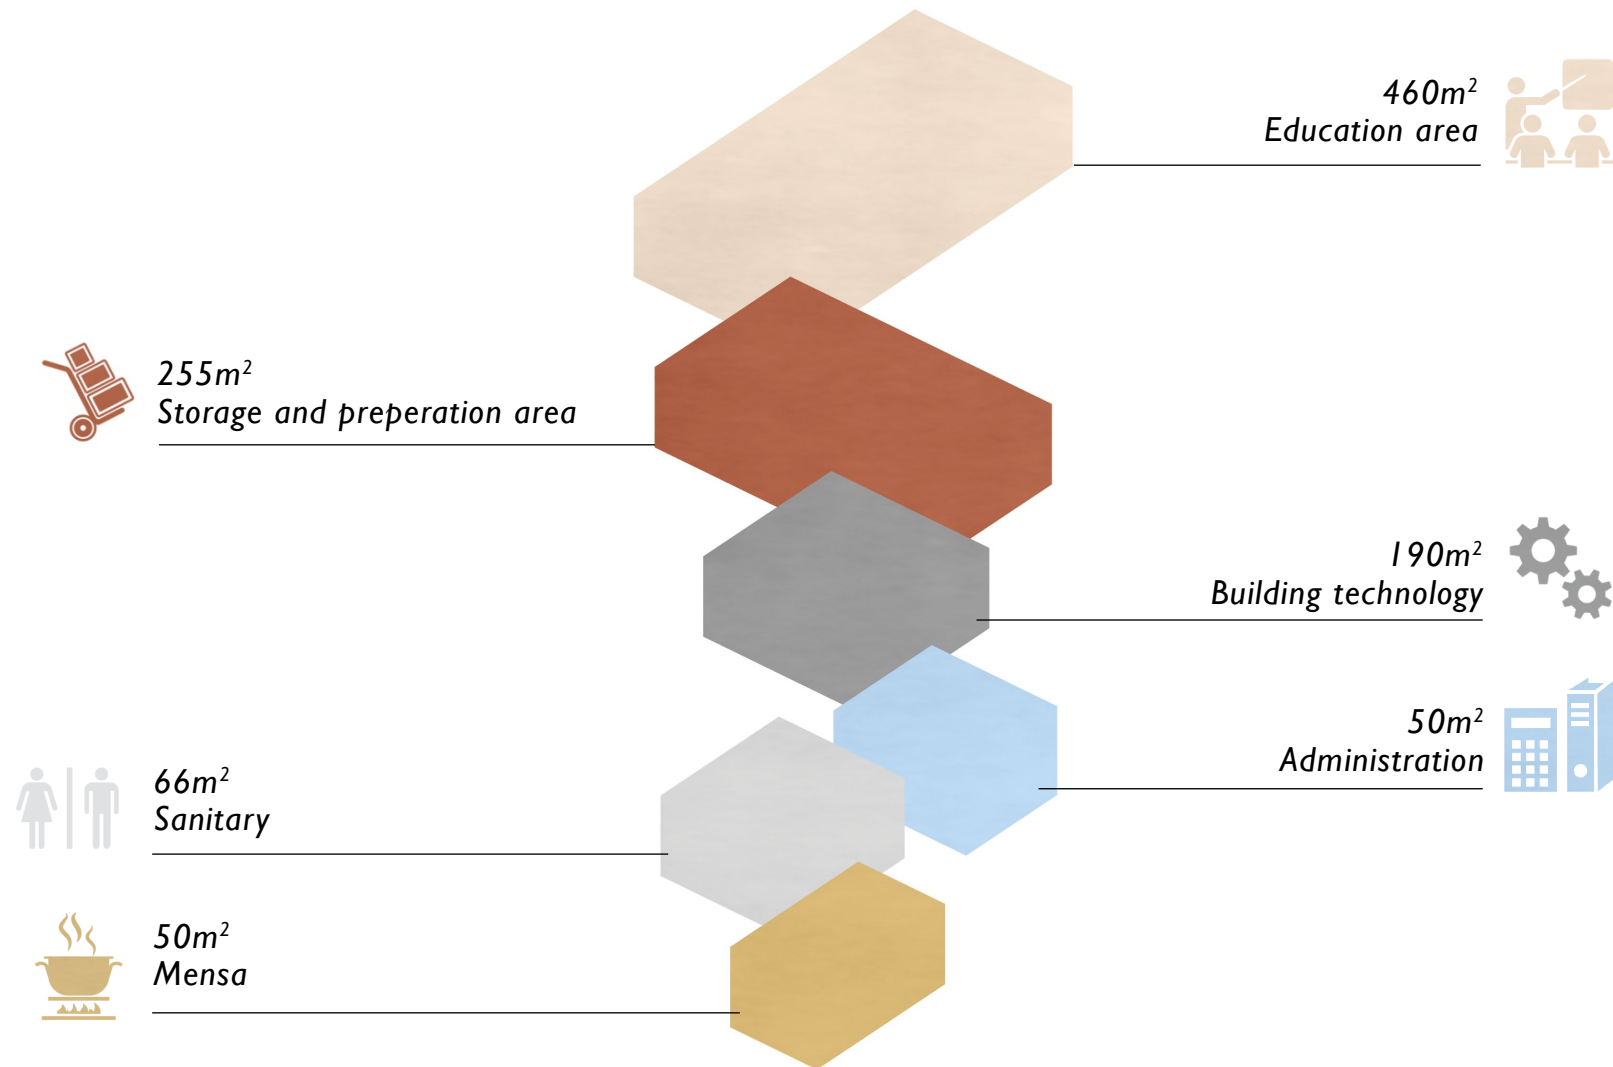 460m²
Education area
255m²
Storage and preperation area
190m²
Building technology
50m²
Administration
66m²
Sanitary
50m²
Mensa